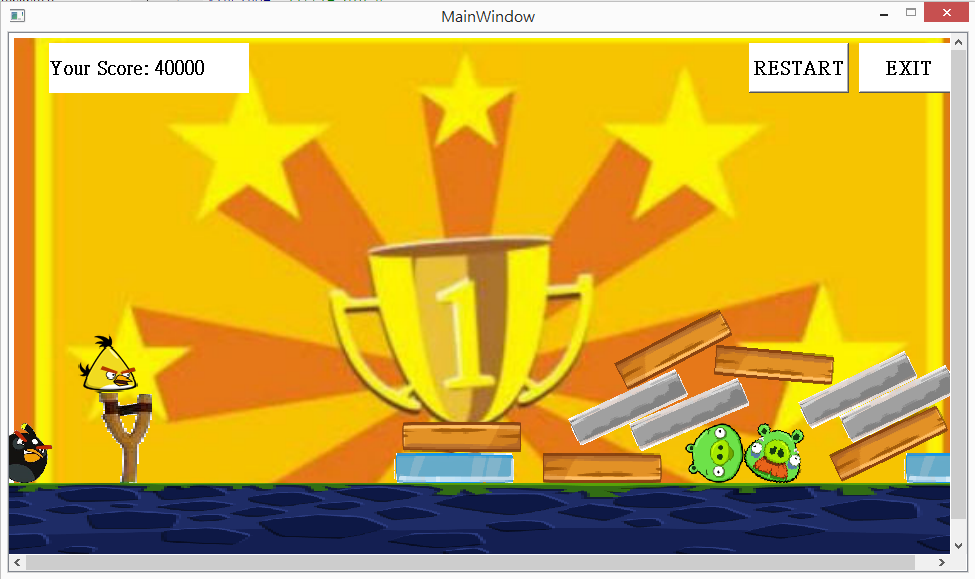 MainWindow
Your Score: 40000
RESTART
EXIT
1